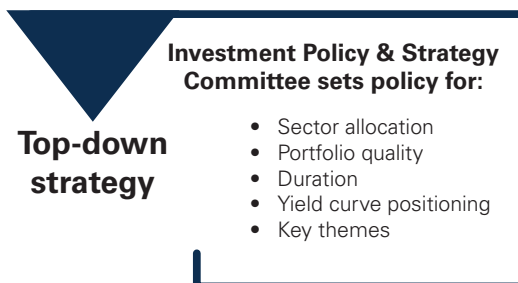 Investment Policy & Strategy
Committee sets policy for:
Top-down
strategy
• Sector allocation
• Portfolio quality
• Duration
• Yield curve positioning
• Key themes